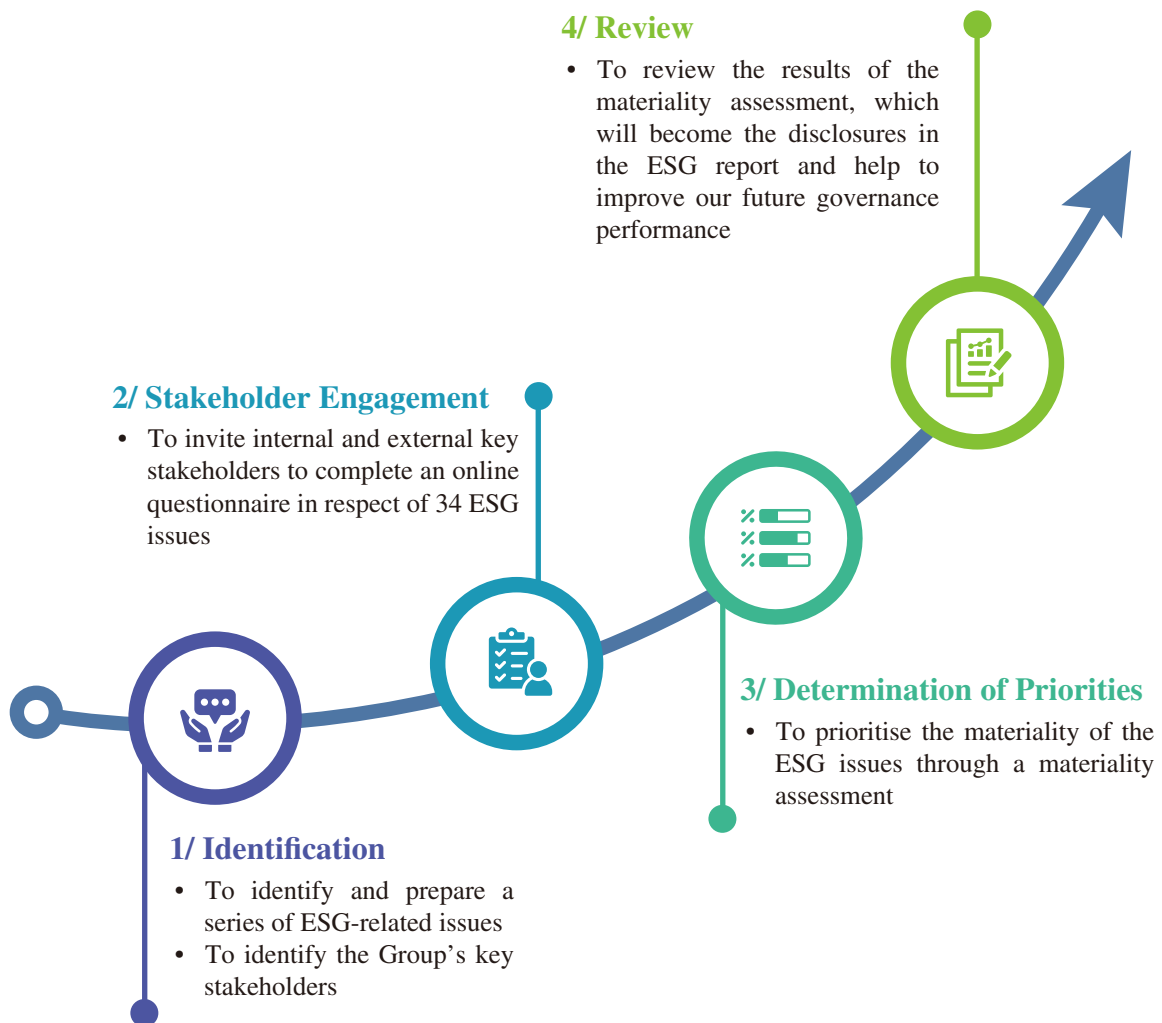 4/ Review
• To review the results of the
materiality assessment, which
will become the disclosures in
the ESG report and help to
improve our future governance
performance
2/ Stakeholder Engagement
• To invite internal and external key
stakeholders to complete an online
questionnaire in respect of 34 ESG
issues
3/ Determination of Priorities
• To prioritise the materiality of the
ESG issues through a materiality
assessment
1/ Identification
• To identify and prepare a
series of ESG-related issues
• To identify the Group's key
stakeholders